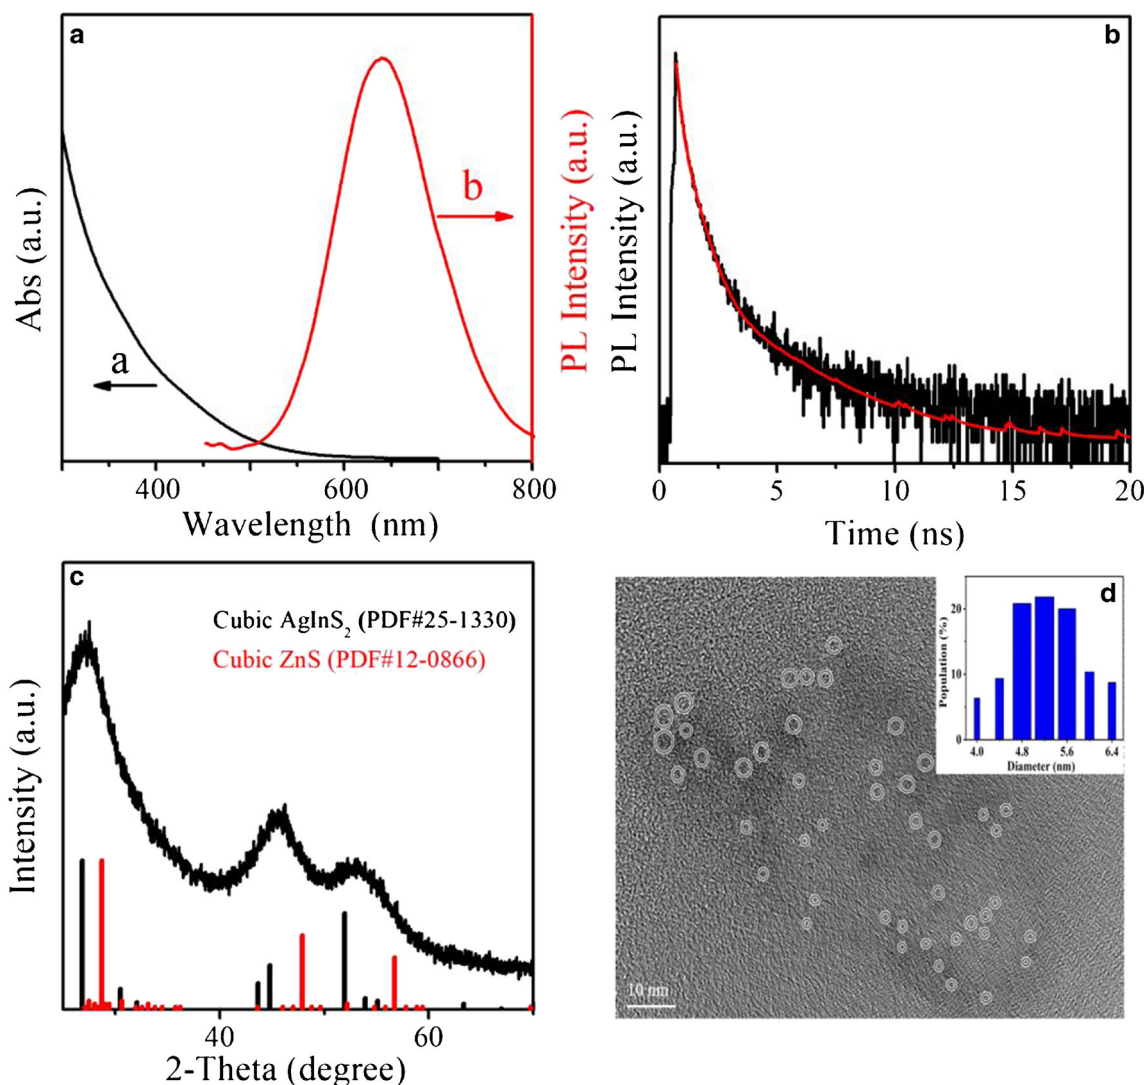 a
Abs (a.u.)
a
b
PL Intensity (a.u.)
400
600
800
Wavelength (nm)
b
PL Intensity (a.u.)
0
5
10
15
20
Time (ns)
c
Cubic AgInS2 (PDF#25-1330)
Cubic ZnS (PDF#12-0866)
Intensity (a.u.)
40
60
2-Theta (degree)
d
Population (%)
20
10
0
4.0
4.8
5.6
6.4
Diameter (nm)
10 nm